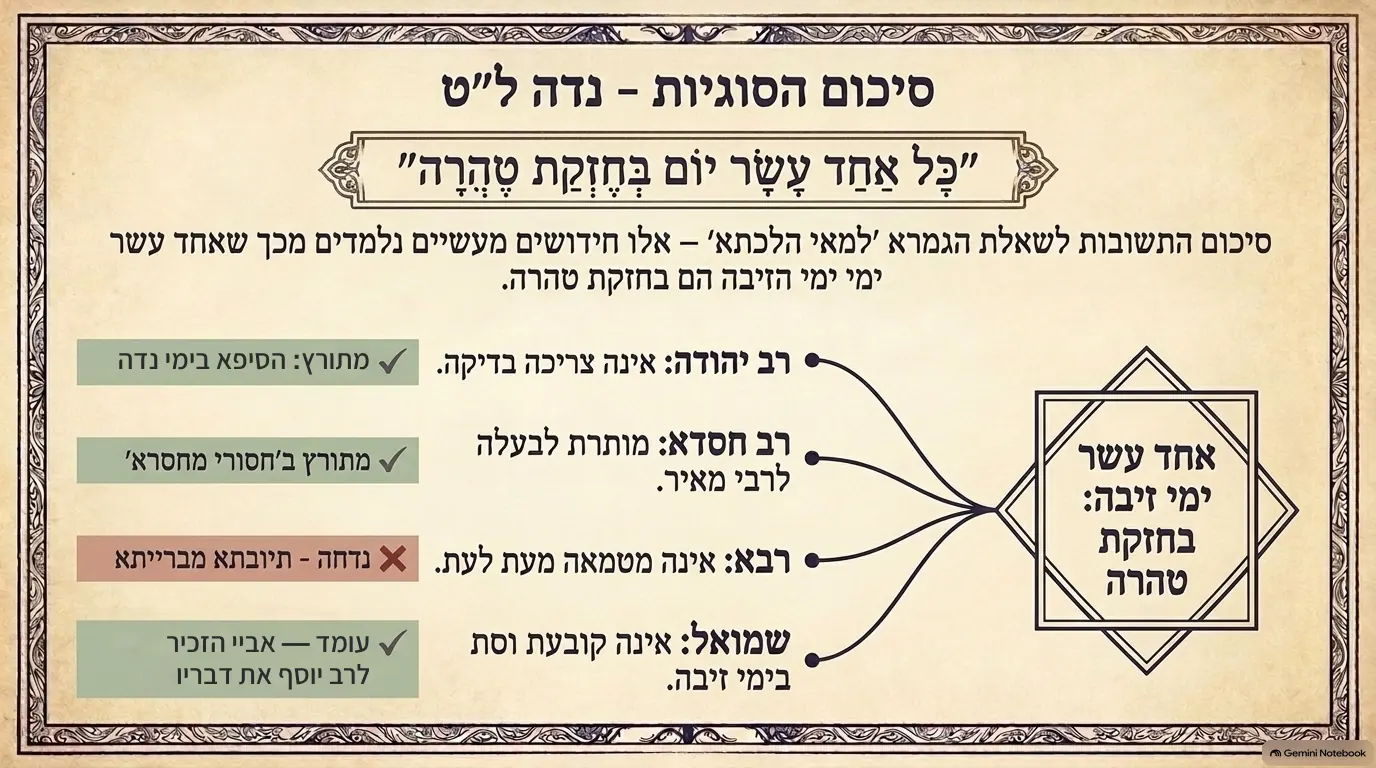 סיכום הסוגיות – נדה ל״ט
״כָּל אַחַד עָשָׂר יוֹם בְּחֶזְקַת טָהֳרָה״
סיכום התשובות לשאלת הגמרא 'למאי הלכתא' – אלו חידושים מעשיים נלמדים מכך שאחד עשר
ימי ימי הזיבה הם בחזקת טהרה.
אחד עשר
ימי זיבה:
בחזקת
טהרה
רב יהודה: אינה צריכה בדיקה.
✓ מתורץ: הסיפא בימי נדה
רב חסדא: מותרת לבעלה
לרבי מאיר.
✓ מתורץ ב'חסורי מחסרא'
רבא: אינה מטמאה מעת לעת.
✗ נדחה - תיובתא מברייתא
שמואל: אינה קובעת וסת
בימי זיבה.
✓ עומד — אביי הזכיר
לרב יוסף את דבריו
Gemini Notebook